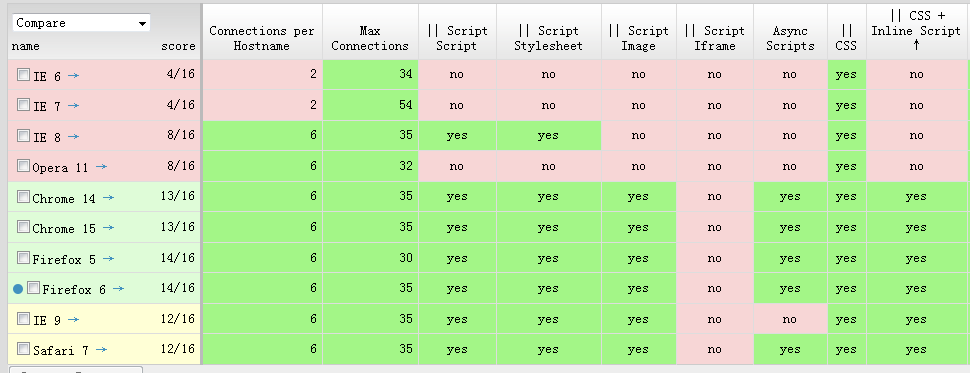 Compare
name score Connections per Hostname Max Connections || Script Script || Script Stylesheet || Script Image || Script Iframe Async Scripts || CSS || CSS + Inline Script ↑
IE 6 → 4/16 2 34 no no no no no yes no
IE 7 → 4/16 2 54 no no no no no yes no
IE 8 → 8/16 6 35 yes yes no no no yes no
Opera 11 → 8/16 6 32 no no no no no yes no
Chrome 14 → 13/16 6 35 yes yes yes no yes yes yes
Chrome 15 → 13/16 6 35 yes yes yes no yes yes yes
Firefox 5 → 14/16 6 30 yes yes yes no yes yes yes
Firefox 6 → 14/16 6 35 yes yes yes no yes yes yes
IE 9 → 12/16 6 35 yes yes yes no no yes yes
Safari 7 → 12/16 6 35 yes yes yes no yes yes yes